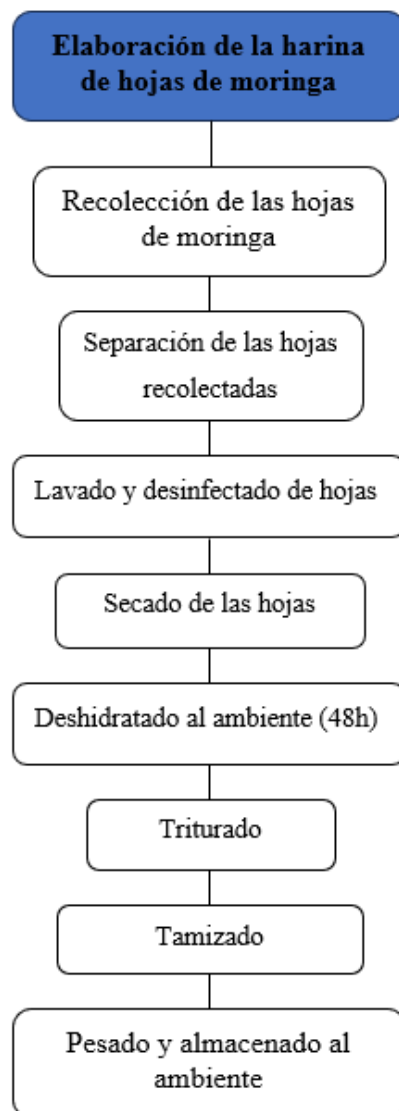 Elaboración de la harina
de hojas de moringa
Recolección de las hojas
de moringa
Separación de las hojas
recolectadas
Lavado y desinfectado de hojas
Secado de las hojas
Deshidratado al ambiente (48h)
Triturado
Tamizado
Pesado y almacenado al
ambiente